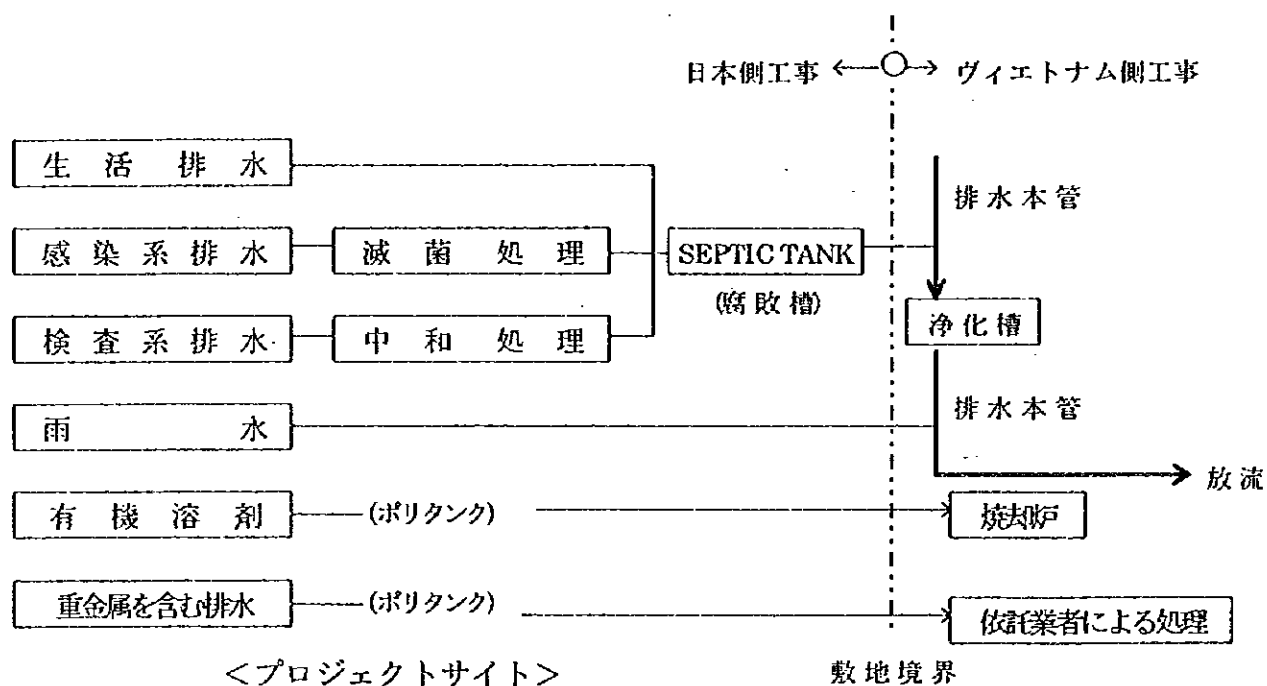 日本側工事 ←○→ ヴィエトナム側工事
生活排水
排水本管
感染系排水 滅菌処理 SEPTIC TANK
(腐敗槽)
浄化槽
検査系排水 中和処理
排水本管
雨水
放流
有機溶剤 (ポリタンク) 焼却炉
重金属を含む排水 (ポリタンク) 依託業者による処理
<プロジェクトサイト> 敷地境界